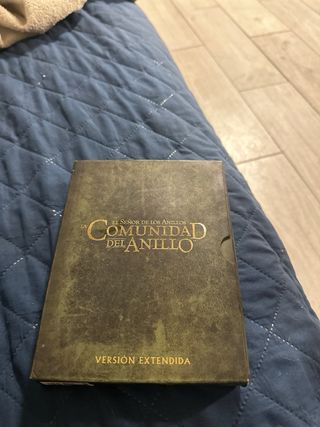 EL SEÑOR DE LOS ANILLOS
LA COMUNIDAD
DEL ANILLO
VERSIÓN EXTENDIDA